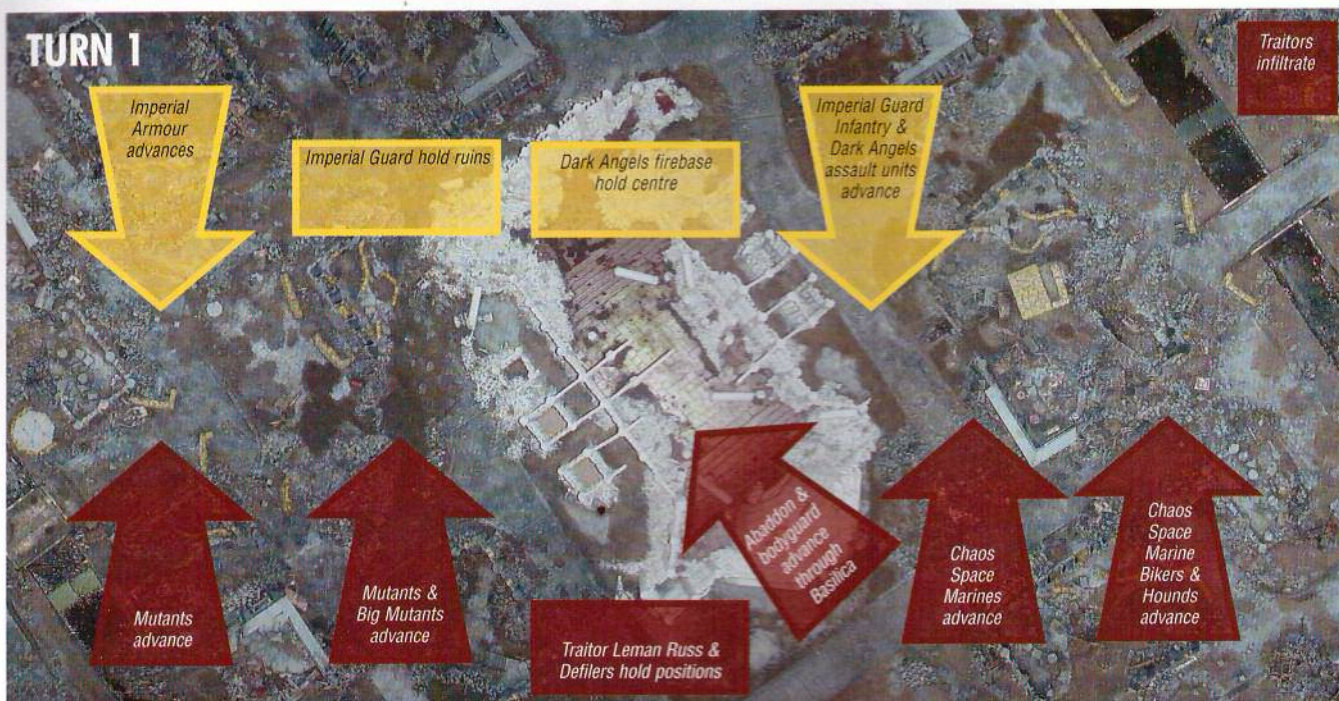 TURN 1
Imperial
Armour
advances
Imperial Guard hold ruins
Dark Angels firebase
hold centre
Imperial Guard
Infantry &
Dark Angels
assault units
advance
Traitors
infiltrate
Mutants
advance
Mutants &
Big Mutants
advance
Traitor Leman Russ &
Defilers hold positions
Abaddon &
bodyguard
advance
through
Basilica
Chaos
Space
Marines
advance
Chaos
Space
Marine
Bikers &
Hounds
advance